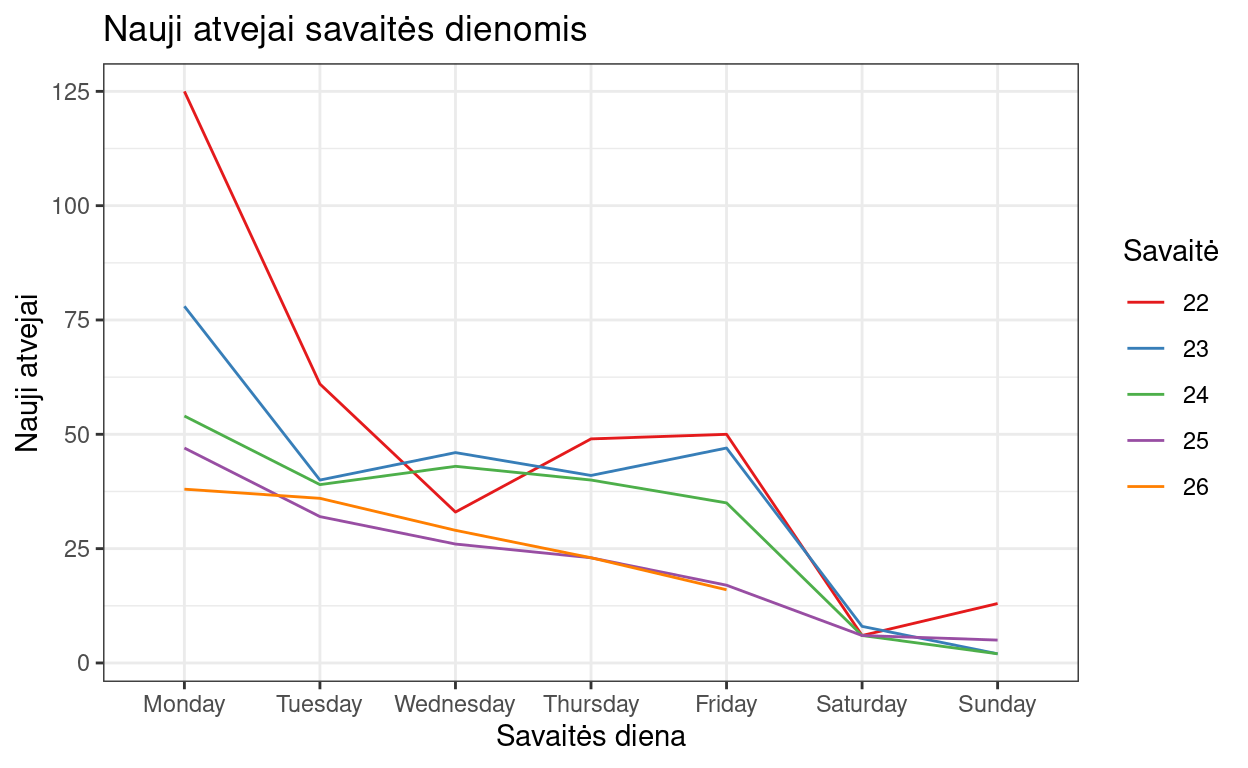 Nauji atvejai savaitės dienomis
Nauji atvejai
125
100
75
50
25
0
Monday Tuesday Wednesday Thursday Friday Saturday Sunday
Savaitės diena
Savaitė
22
23
24
25
26